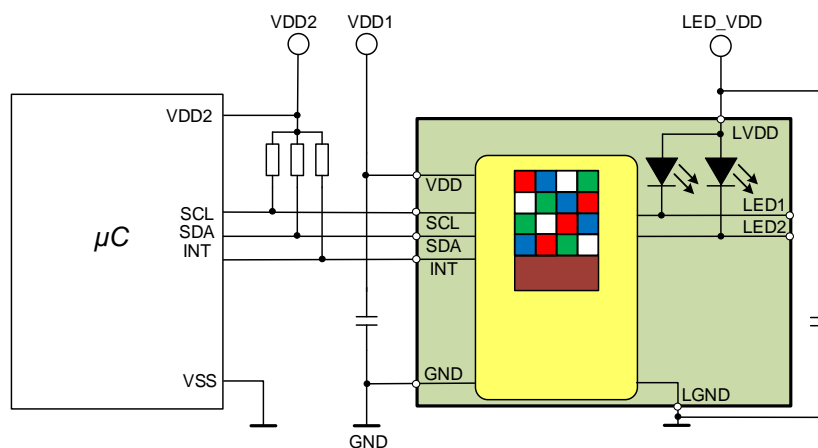 VDD2
VDD1
LED_VDD
VDD2
LVDD
VDD
SCL
SCL
LED1
SDA
SDA
LED2
INT
INT
µC
VSS
GND
LGND
GND